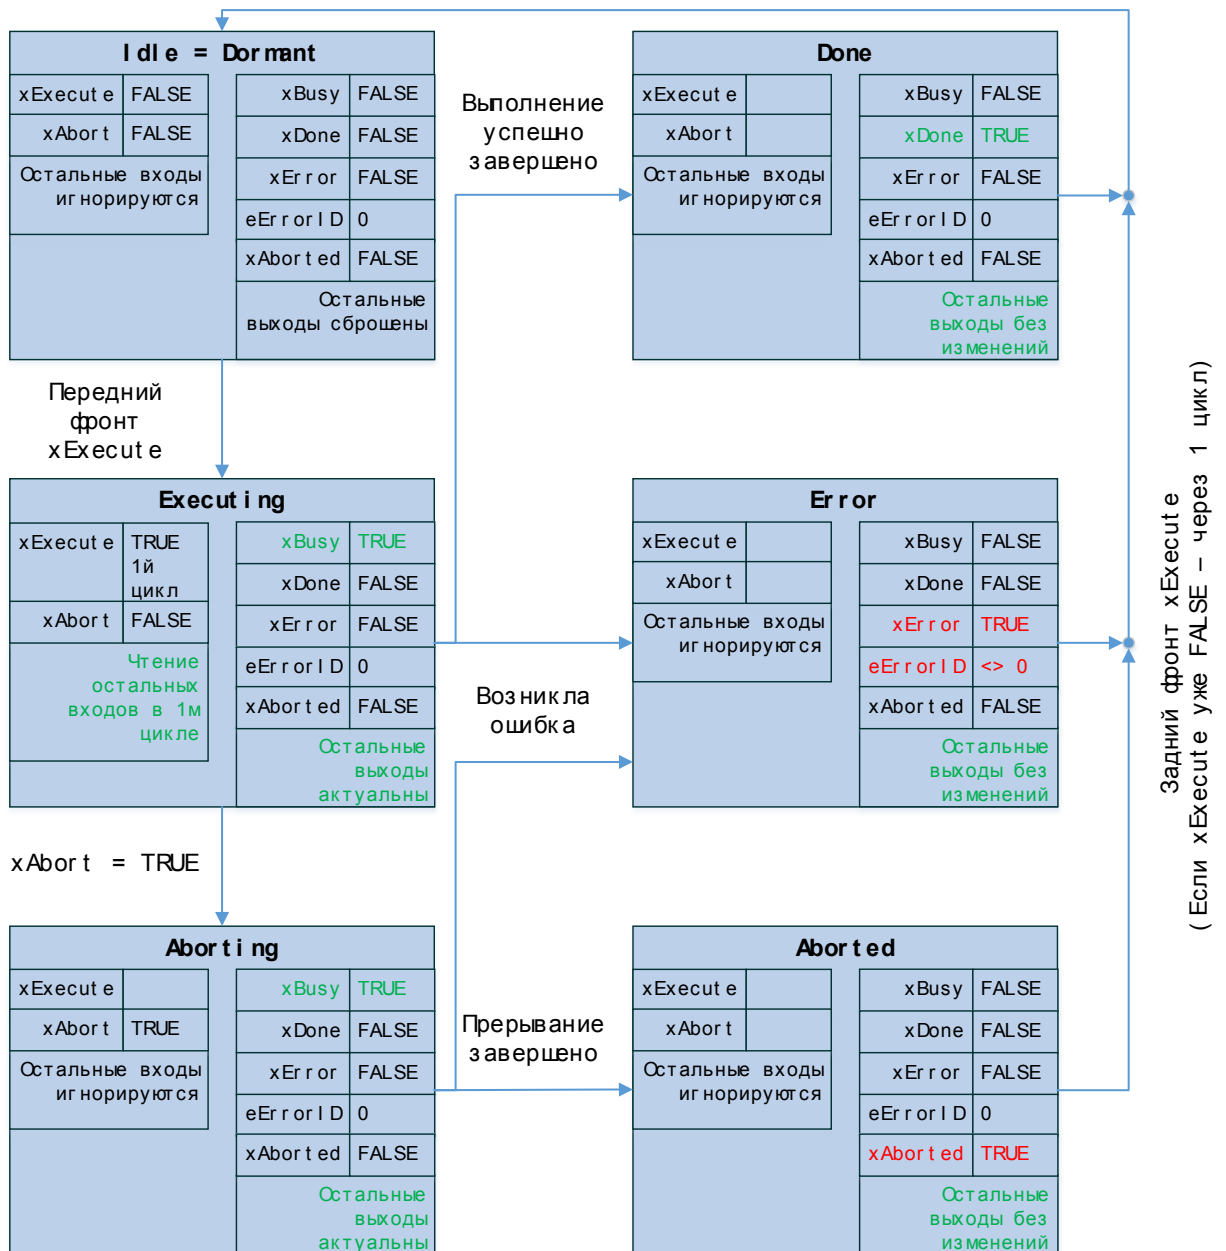 Idle = Dormant
xExecute FALSE
xAbort FALSE
Остальные входы
игнорируются
xBusy FALSE
xDone FALSE
xError FALSE
eErrorID 0
xAborted FALSE
Остальные
выходы сброшены
Выполнение
успешно
завершено
Done
xExecute
xAbort
Остальные входы
игнорируются
xBusy FALSE
xDone TRUE
xError FALSE
eErrorID 0
xAborted FALSE
Остальные
выходы без
изменений
Передний
фронт
xExecute
Executing
xExecute TRUE
1й
цикл
xAbort FALSE
Чтение
остальных
входов в 1м
цикле
xBusy TRUE
xDone FALSE
xError FALSE
eErrorID 0
xAborted FALSE
Остальные
выходы
актуальны
Возникла
ошибка
Error
xExecute
xAbort
Остальные входы
игнорируются
xBusy FALSE
xDone FALSE
xError TRUE
eErrorID <> 0
xAborted FALSE
Остальные
выходы без
изменений
Задний фронт xExecute
(Если xExecute уже FALSE – через 1 цикл)
xAbort = TRUE
Aborting
xExecute
xAbort TRUE
Остальные входы
игнорируются
xBusy TRUE
xDone FALSE
xError FALSE
eErrorID 0
xAborted FALSE
Остальные
выходы
актуальны
Прерывание
завершено
Aborted
xExecute
xAbort
Остальные входы
игнорируются
xBusy FALSE
xDone FALSE
xError FALSE
eErrorID 0
xAborted TRUE
Остальные
выходы без
изменений